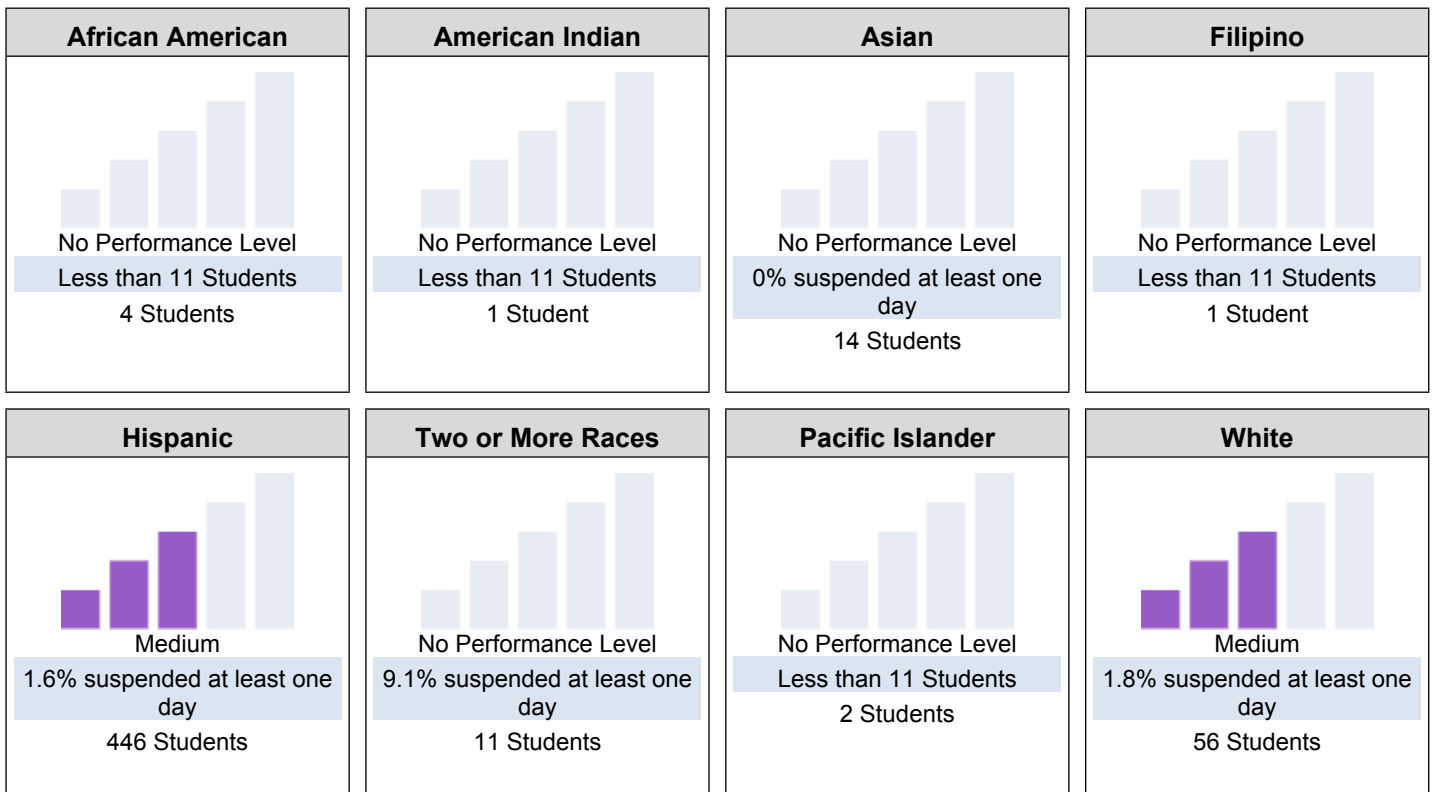 African American
No Performance Level
Less than 11 Students
4 Students
American Indian
No Performance Level
Less than 11 Students
1 Student
Asian
No Performance Level
0% suspended at least one
day
14 Students
Filipino
No Performance Level
Less than 11 Students
1 Student
Hispanic
Medium
1.6% suspended at least one
day
446 Students
Two or More Races
No Performance Level
9.1% suspended at least one
day
11 Students
Pacific Islander
No Performance Level
Less than 11 Students
2 Students
White
Medium
1.8% suspended at least one
day
56 Students